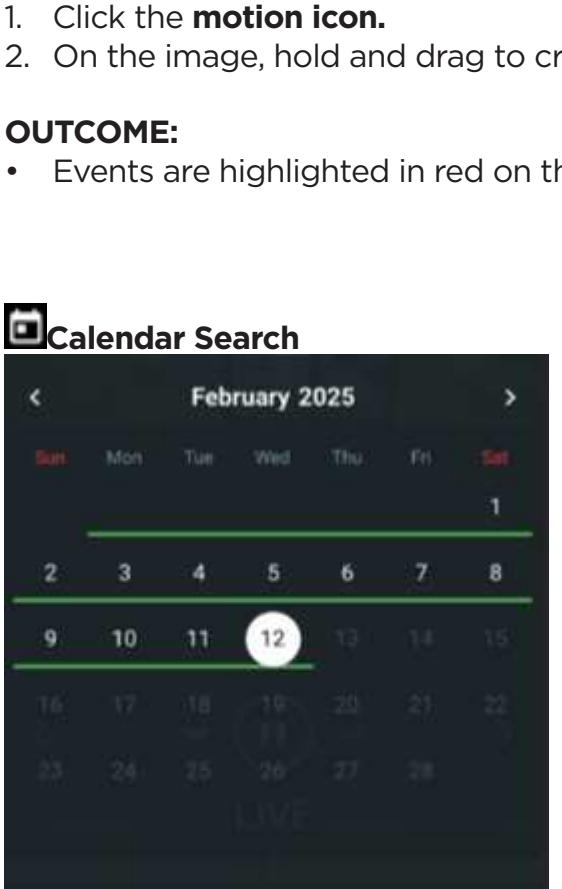 1. Click the motion icon.
2. On the image, hold and drag to cr
OUTCOME:
• Events are highlighted in red on th
Calendar Search
< February 2025 >
Sun Mon Tue Wed Thu Fri Sat
1
2 3 4 5 6 7 8
9 10 11 12 13 14 15
16 17 18 19 20 21 22
23 24 25 26 27 28
LIVE